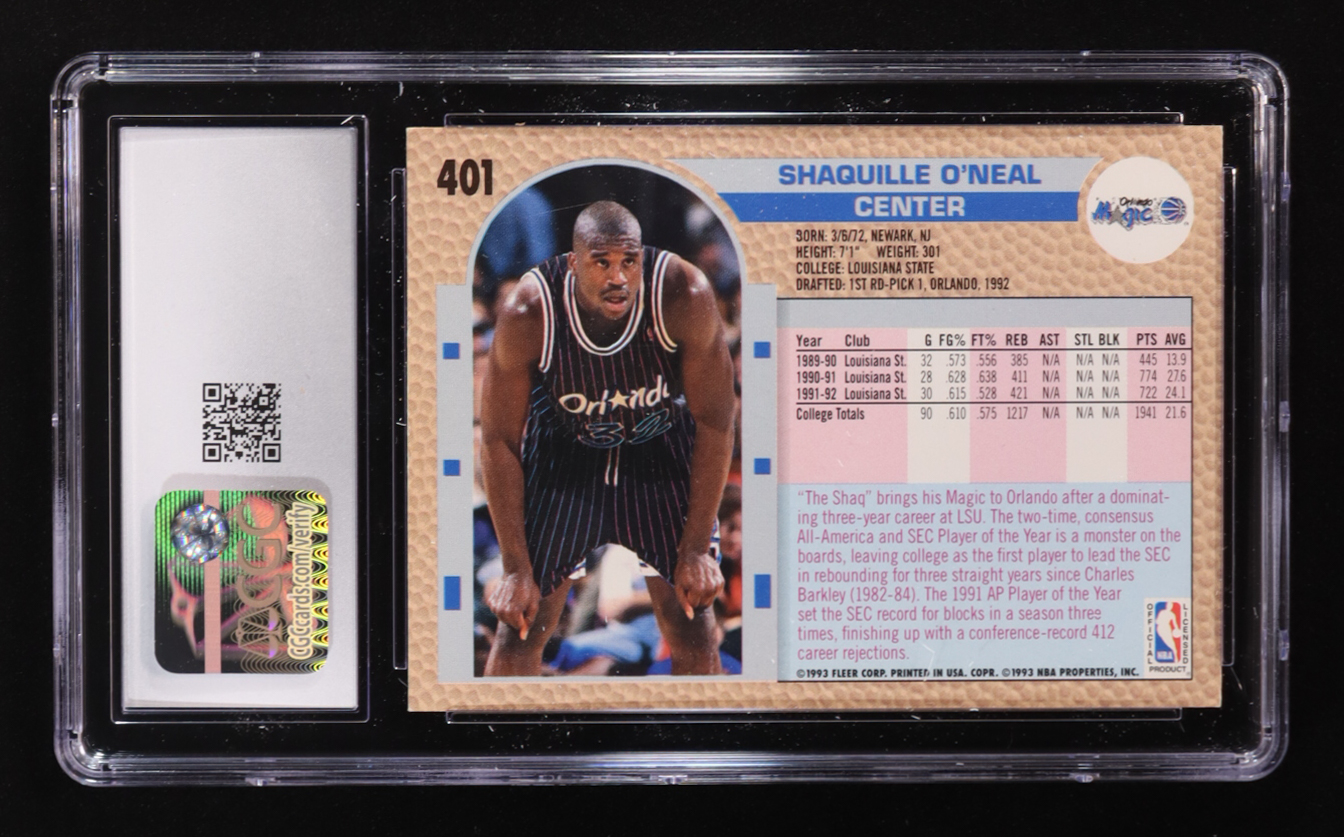 401
SHAQUILLE O'NEAL
CENTER
Orlando
Magic
BORN: 3/6/72, NEWARK, NJ
HEIGHT: 7'1" WEIGHT: 301
COLLEGE: LOUISIANA STATE
DRAFTED: 1ST RD-PICK 1, ORLANDO, 1992
Year Club G FG% FT% REB AST STL BLK PTS AVG
1989-90 Louisiana St. 32 .573 .556 385 N/A N/A N/A 445 13.9
1990-91 Louisiana St. 28 .628 .638 411 N/A N/A N/A 774 27.6
1991-92 Louisiana St. 30 .615 .528 421 N/A N/A N/A 722 24.1
College Totals 90 .610 .575 1217 N/A N/A N/A 1941 21.6
"The Shaq" brings his Magic to Orlando after a dominat-
ing three-year career at LSU. The two-time, consensus
All-America and SEC Player of the Year is a monster on the
boards, leaving college as the first player to lead the SEC
in rebounding for three straight years since Charles
Barkley (1982-84). The 1991 AP Player of the Year
set the SEC record for blocks in a season three
times, finishing up with a conference-record 412
career rejections.
©1993 FLEER CORP. PRINTED IN USA. COPR. ©1993 NBA PROPERTIES, INC.
OFFICIAL LICENSED
NBA
PRODUCT
Orlando
32
CGC
CGCcards.com/verify